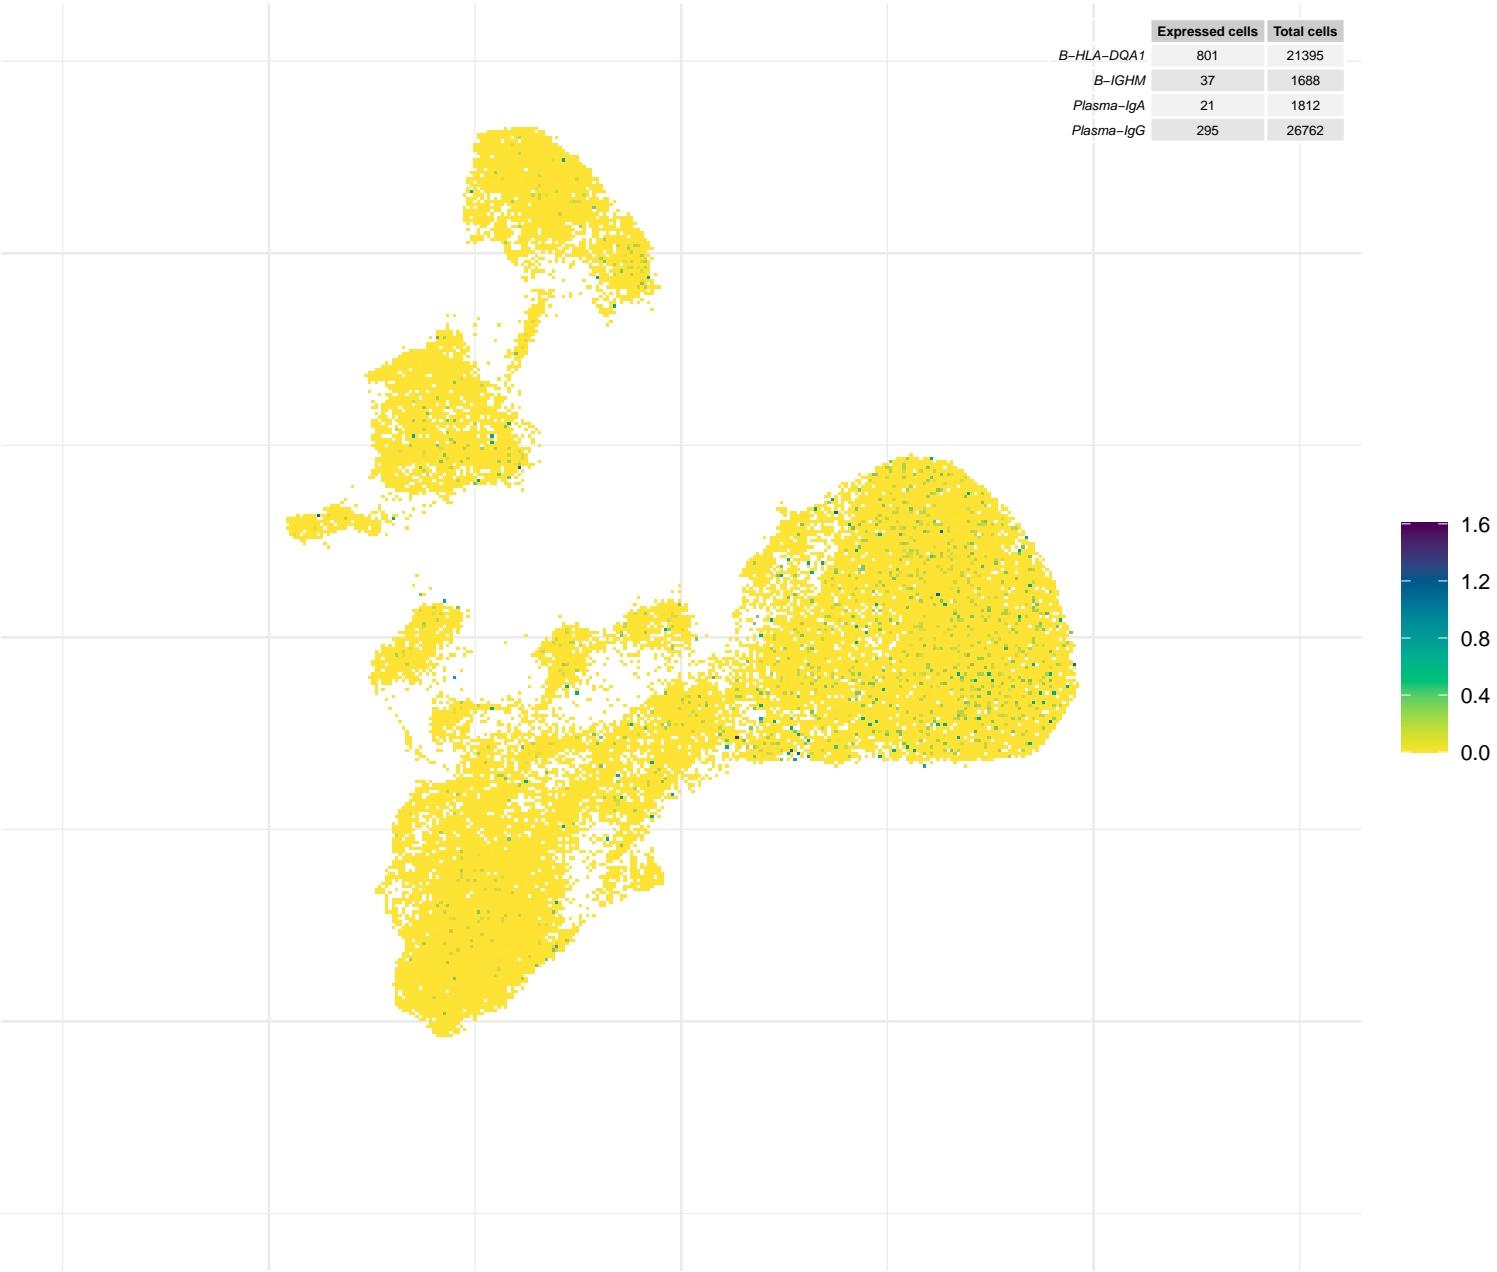 Expressed cells Total cells
B−HLA−DQA1 801 21395
B−IGHM 37 1688
Plasma−IgA 21 1812
Plasma−IgG 295 26762
1.6
1.2
0.8
0.4
0.0